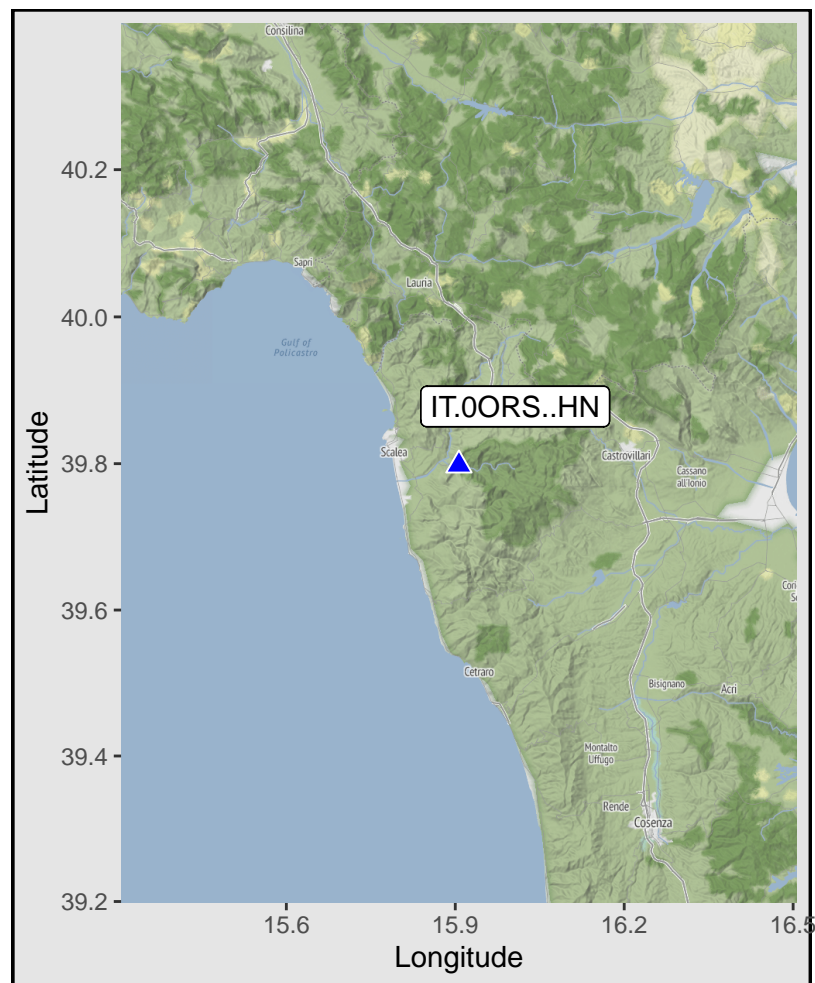 Consilina
40.2
Sapri
Lauria
40.0
Gulf of
Policastro
IT.0ORS..HN
Latitude
39.8
Scalea
Castrovillari
Cassano
all'Ionio
39.6
Cetraro
Bisignano
Acri
39.4
Montalto
Uffugo
Rende
Cosenza
39.2
15.6
15.9
16.2
16.5
Longitude